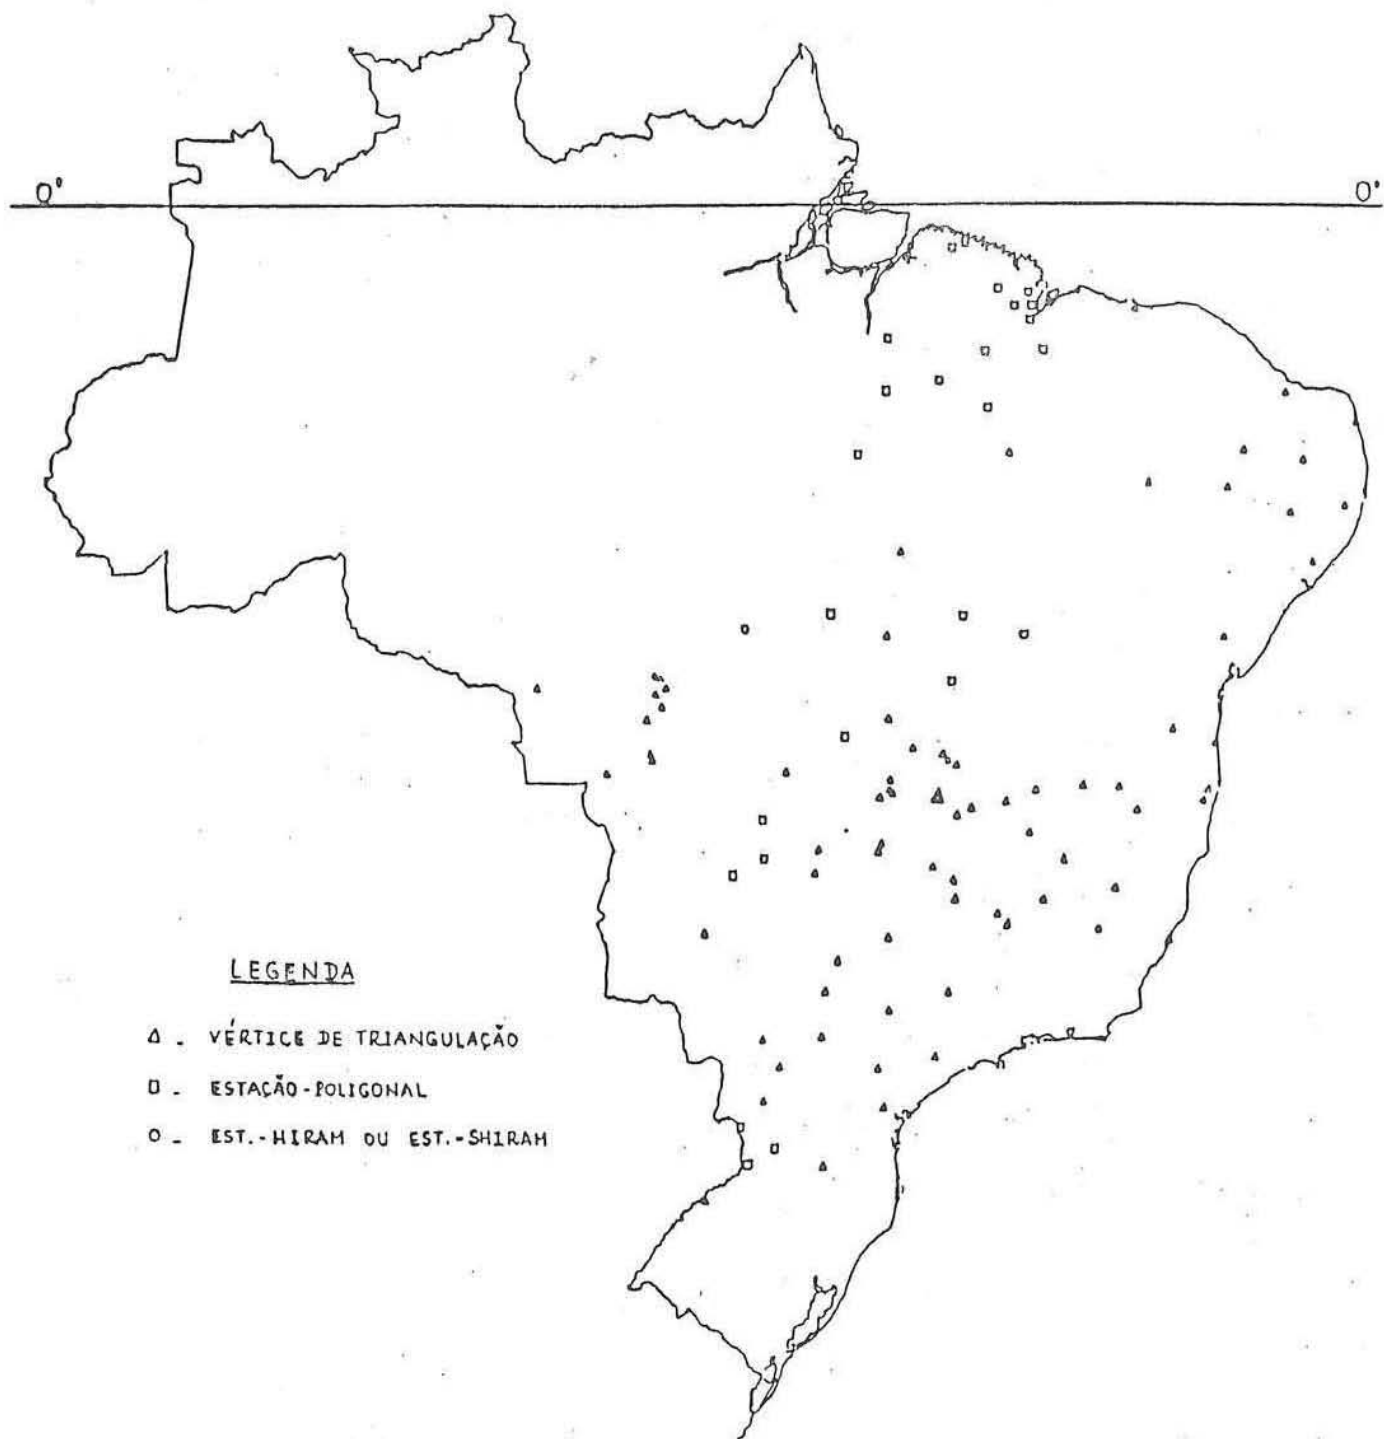 0° 0°
LEGENDA
△ - VÉRTICE DE TRIANGULAÇÃO
□ - ESTAÇÃO-POLIGONAL
○ - EST.-HIRAM OU EST.-SHIRAM